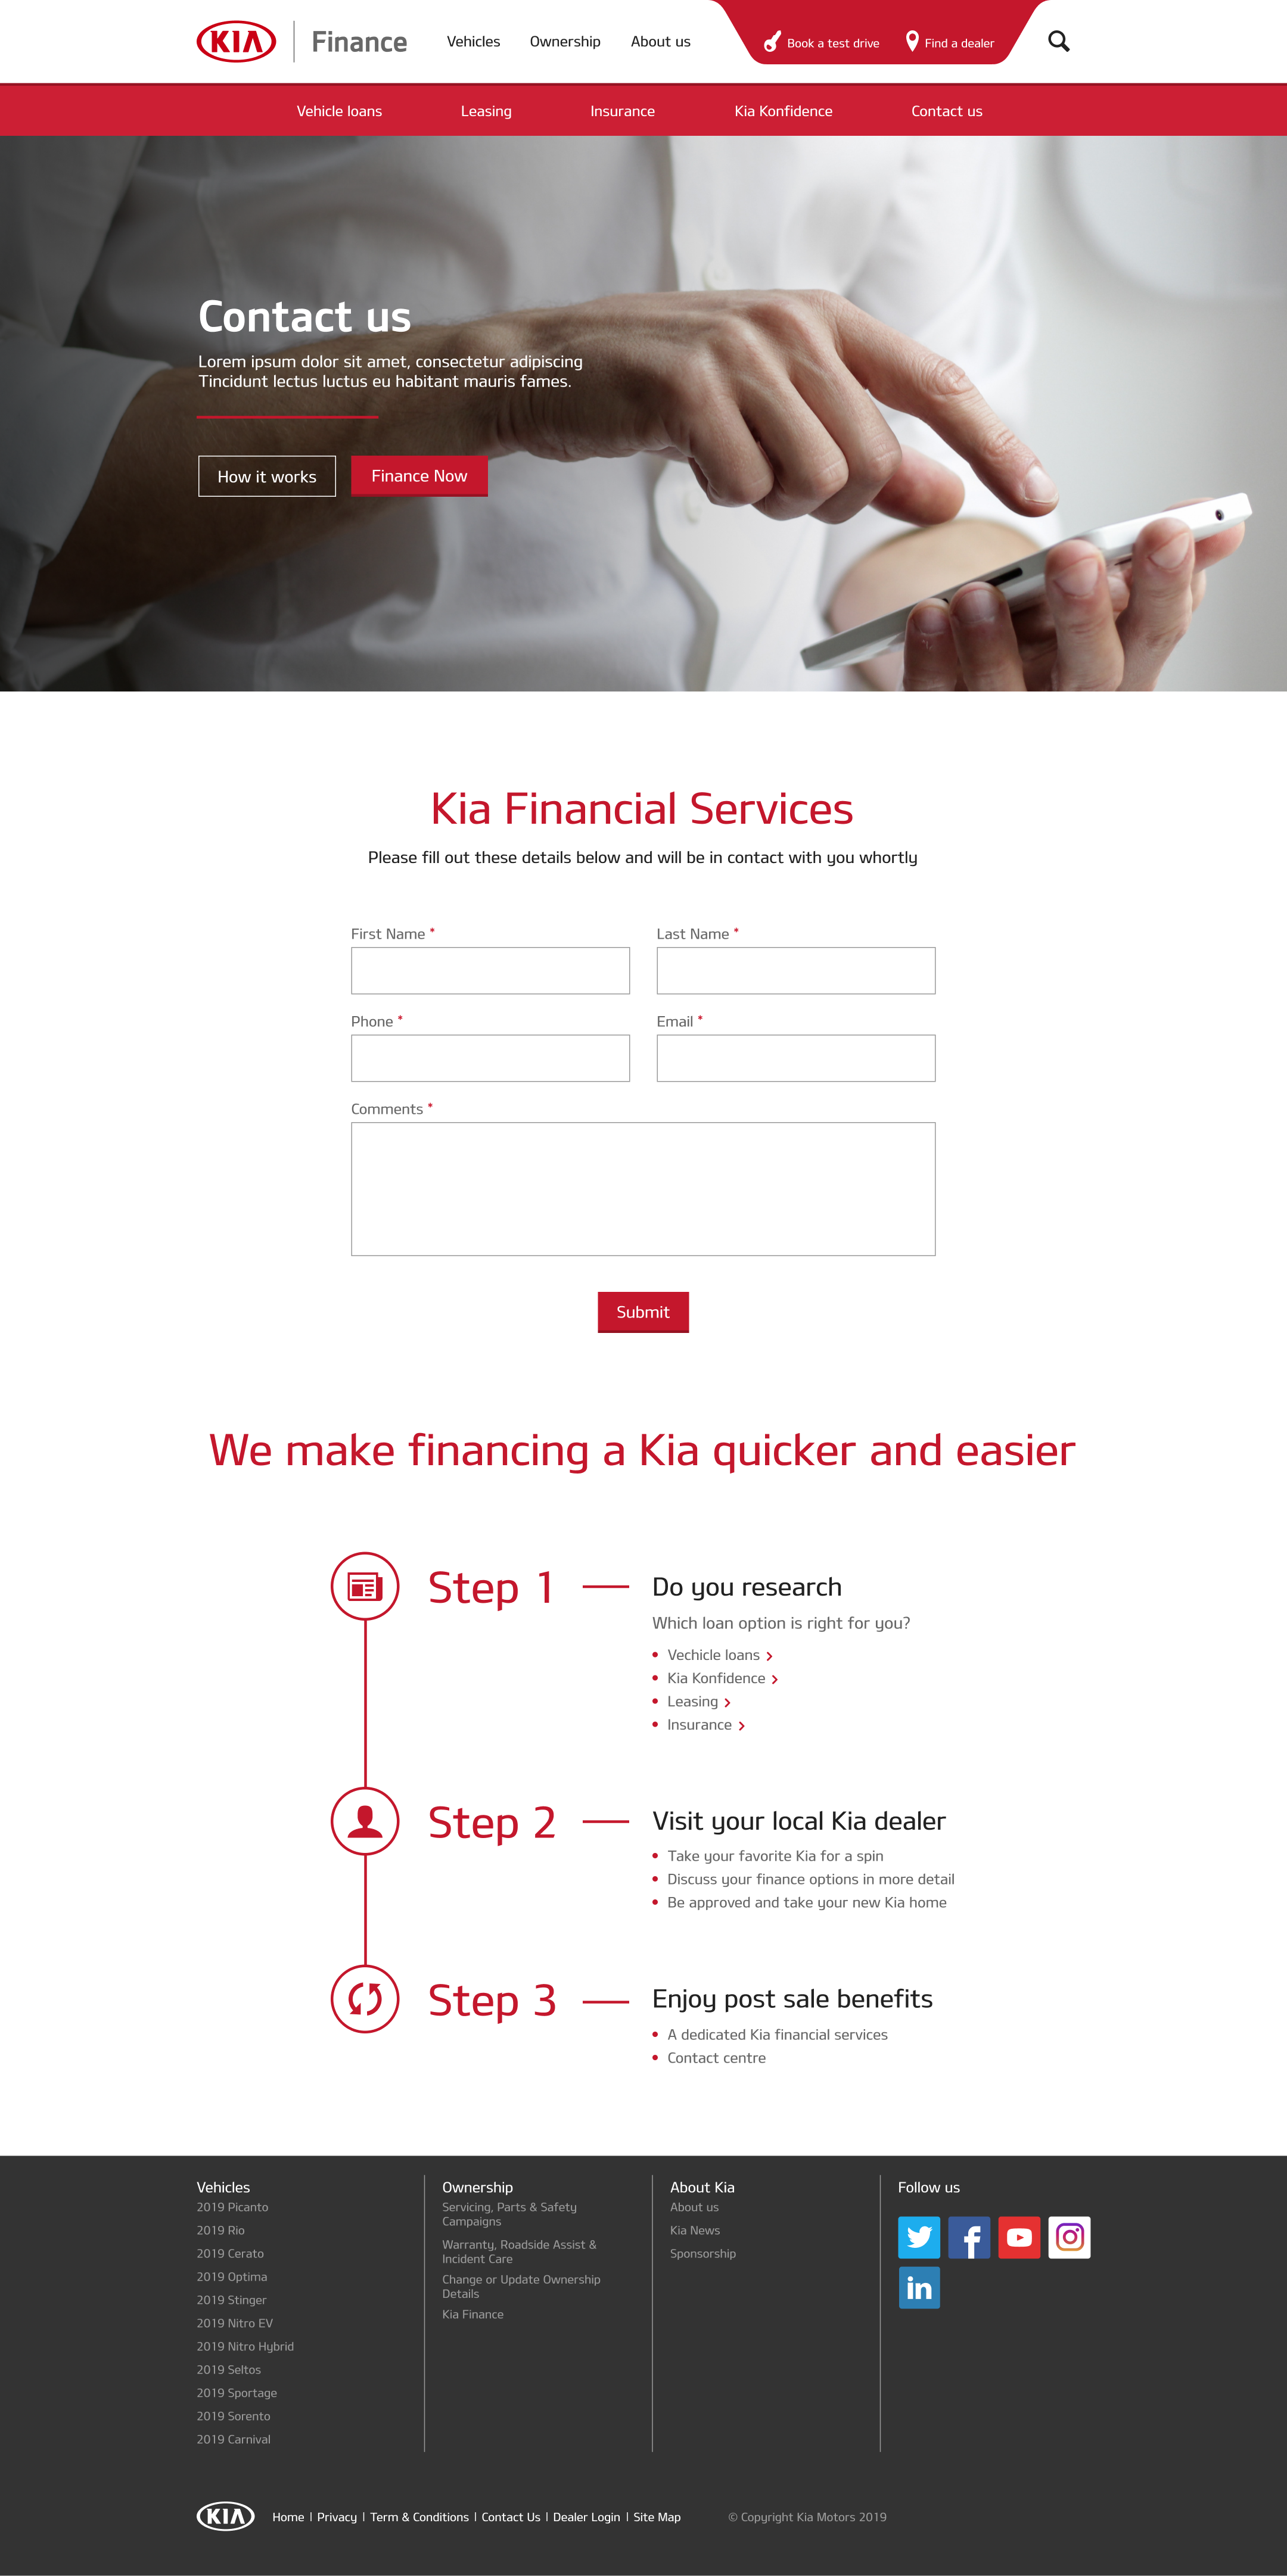 KIA
Finance
Vehicles
Ownership
About us
Book a test drive
Find a dealer
Vehicle loans
Leasing
Insurance
Kia Konfidence
Contact us
Contact us
Lorem ipsum dolor sit amet, consectetur adipiscing
Tincidunt lectus luctus eu habitant mauris fames.
How it works
Finance Now
Kia Financial Services
Please fill out these details below and will be in contact with you whortly
First Name *
Last Name *
Phone *
Email *
Comments *
Submit
We make financing a Kia quicker and easier
Step 1
Do you research
Which loan option is right for you?
Vechicle loans
Kia Konfidence
Leasing
Insurance
Step 2
Visit your local Kia dealer
Take your favorite Kia for a spin
Discuss your finance options in more detail
Be approved and take your new Kia home
Step 3
Enjoy post sale benefits
A dedicated Kia financial services
Contact centre
Vehicles
2019 Picanto
2019 Rio
2019 Cerato
2019 Optima
2019 Stinger
2019 Nitro EV
2019 Nitro Hybrid
2019 Seltos
2019 Sportage
2019 Sorento
2019 Carnival
Ownership
Servicing, Parts & Safety
Campaigns
Warranty, Roadside Assist &
Incident Care
Change or Update Ownership
Details
Kia Finance
About Kia
About us
Kia News
Sponsorship
Follow us
in
KIA
Home | Privacy | Term & Conditions | Contact Us | Dealer Login | Site Map
© Copyright Kia Motors 2019